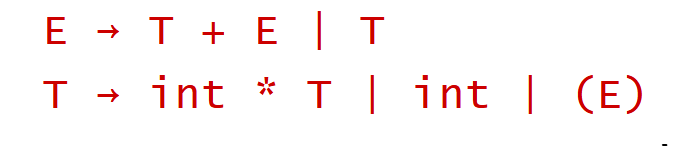 E → T + E | T
T → int * T | int | (E)
-